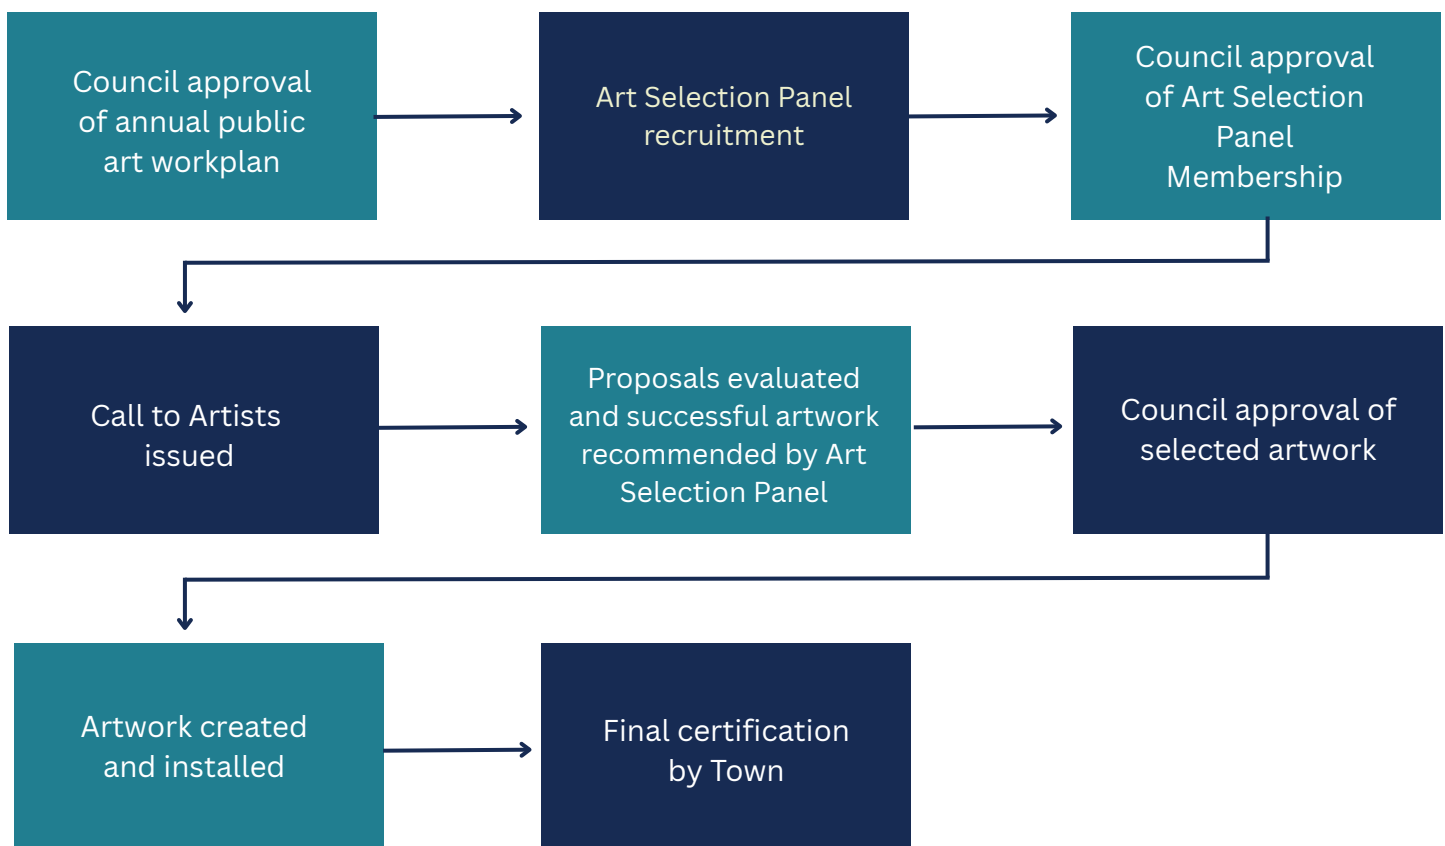 Council approval
of annual public
art workplan
Art Selection Panel
recruitment
Council approval
of Art Selection
Panel
Membership
Call to Artists
issued
Proposals evaluated
and successful artwork
recommended by Art
Selection Panel
Council approval of
selected artwork
Artwork created
and installed
Final certification
by Town